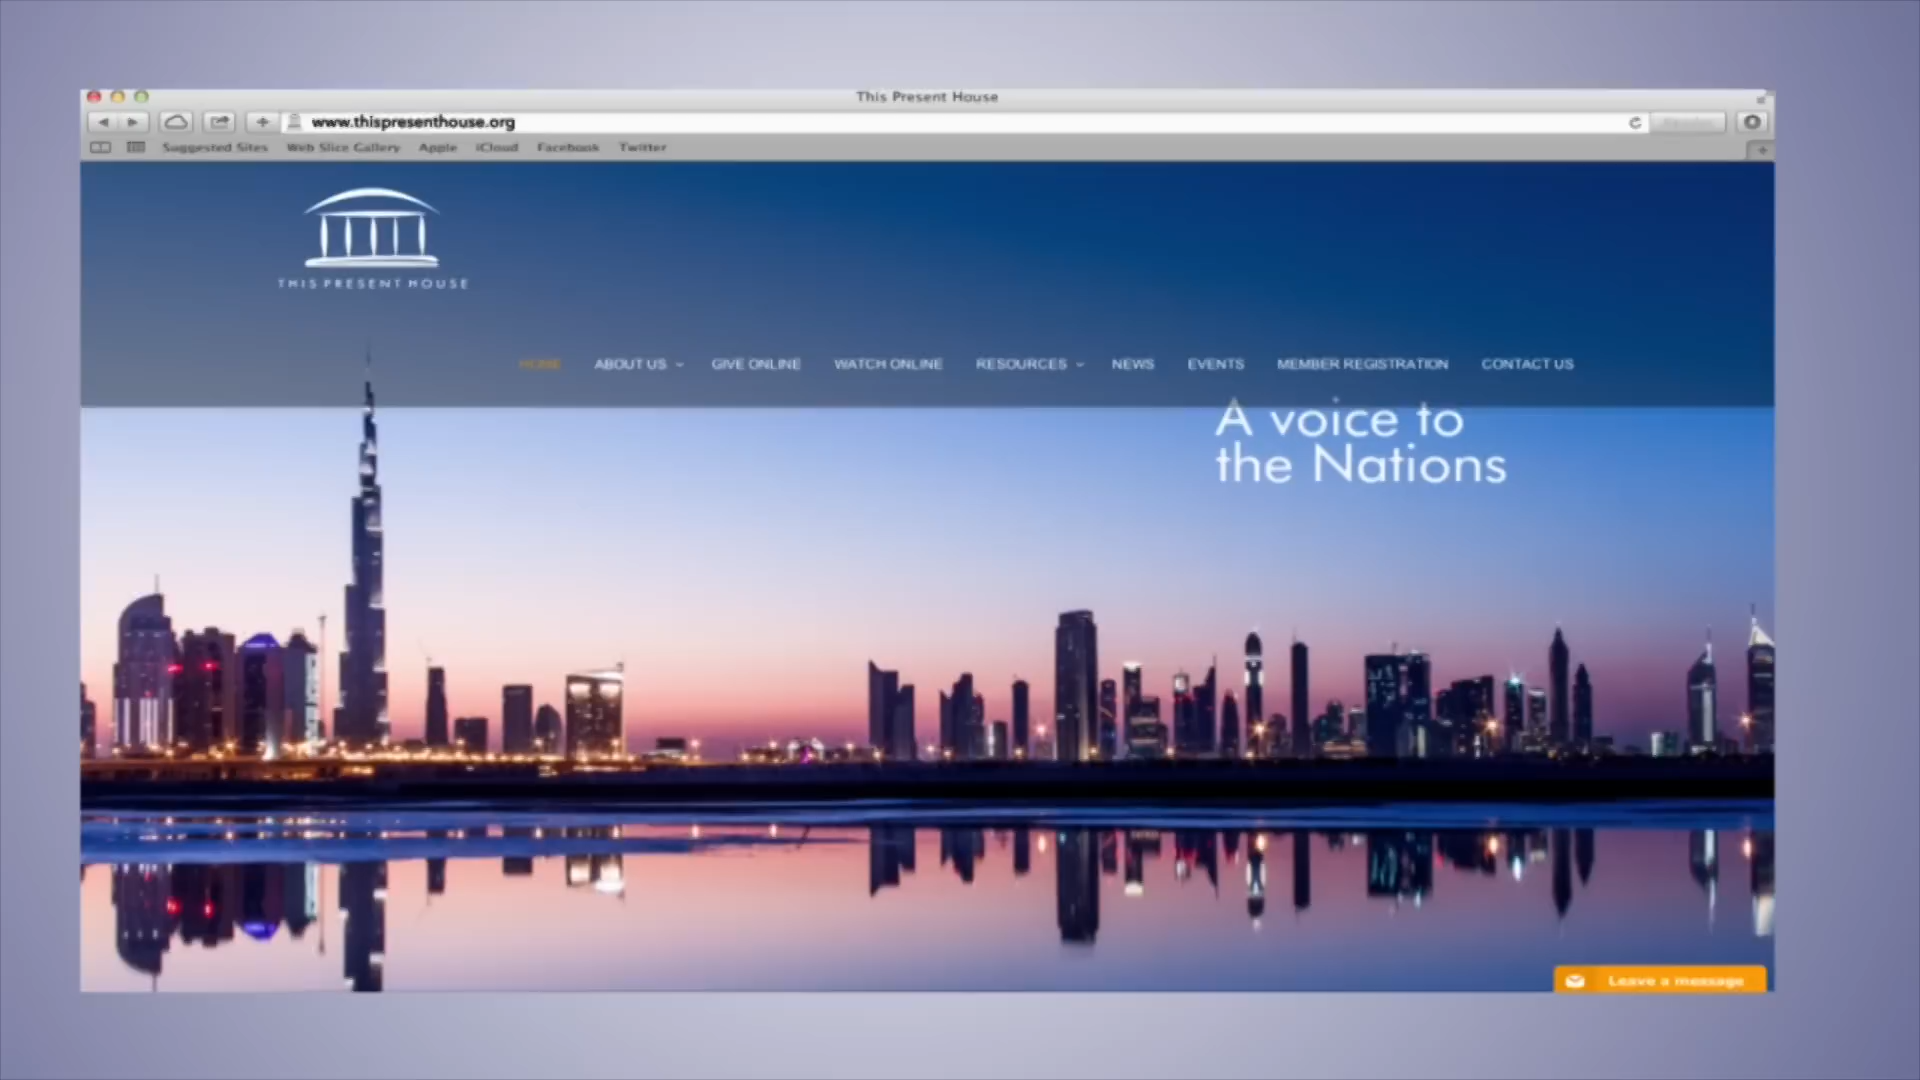 This Present House
www.thispresenthouse.org
Suggested Sites Web Slice Gallery Apple iCloud Facebook Twitter
THIS PRESENT HOUSE
HOME ABOUT US GIVE ONLINE WATCH ONLINE RESOURCES NEWS EVENTS MEMBER REGISTRATION CONTACT US
A voice to
the Nations
Leave a message